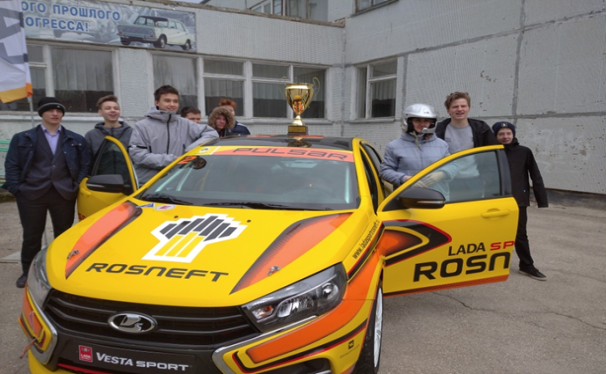 ОГО ПРОШЛОГО
ОГРЕССА!
PULSAR
ROSNEFT
LADA SP
ROSN
VESTA SPORT